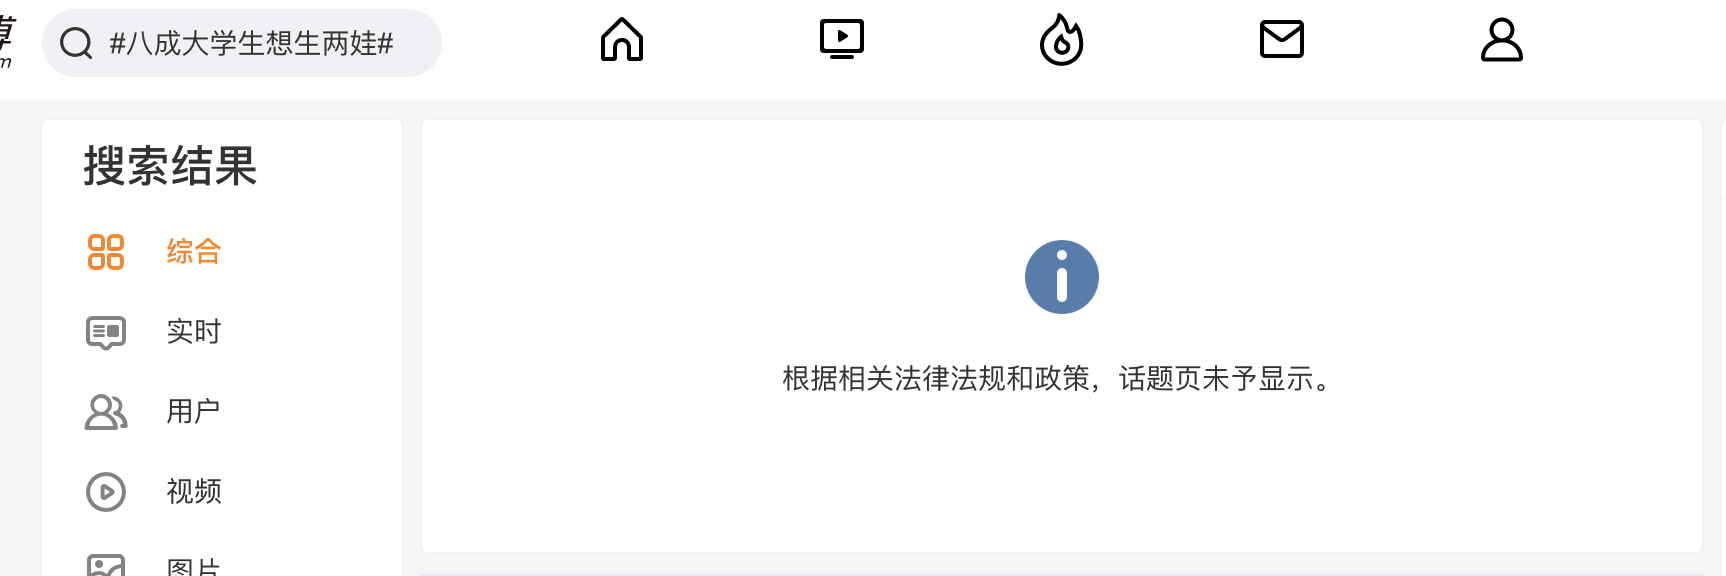 #八成大学生想生两娃#
搜索结果
综合
实时
用户
视频
图片
根据相关法律法规和政策，话题页未予显示。